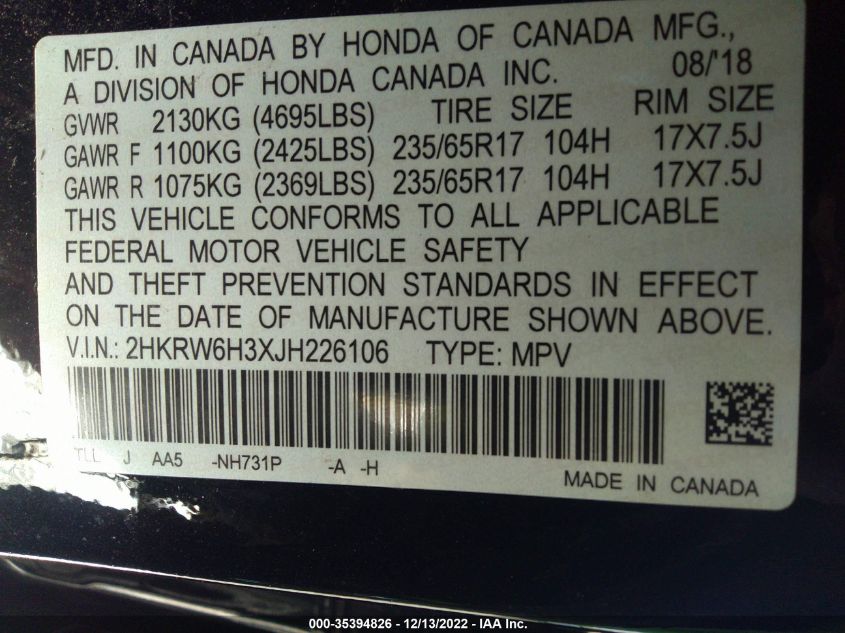 MFD. IN CANADA BY HONDA OF CANADA MFG.,
A DIVISION OF HONDA CANADA INC. 08/'18
GVWR 2130KG (4695LBS) TIRE SIZE RIM SIZE
GAWR F 1100KG (2425LBS) 235/65R17 104H 17X7.5J
GAWR R 1075KG (2369LBS) 235/65R17 104H 17X7.5J
THIS VEHICLE CONFORMS TO ALL APPLICABLE
FEDERAL MOTOR VEHICLE SAFETY
AND THEFT PREVENTION STANDARDS IN EFFECT
ON THE DATE OF MANUFACTURE SHOWN ABOVE.
V.I.N.: 2HKRW6H3XJH226106 TYPE: MPV
TLL J AA5 -NH731P -A -H
MADE IN CANADA
000-35394826 - 12/13/2022 - IAA Inc.